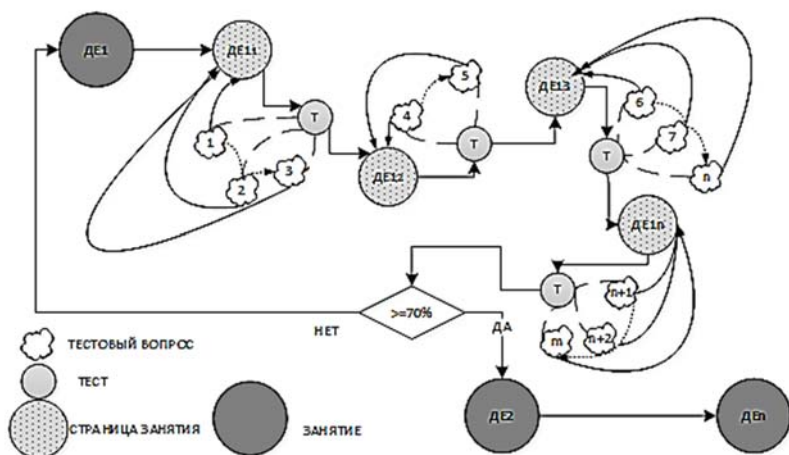 ДЕ1
ДЕ11
Т
1
2
3
ДЕ12
4
5
Т
ДЕ13
Т
6
7
n
ДЕ1n
Т
n+1
n+2
m
>=70%
НЕТ
ДА
ТЕСТОВЫЙ ВОПРОС
ТЕСТ
СТРАНИЦА ЗАНЯТИЯ
ЗАНЯТИЕ
ДЕ2
ДЕn